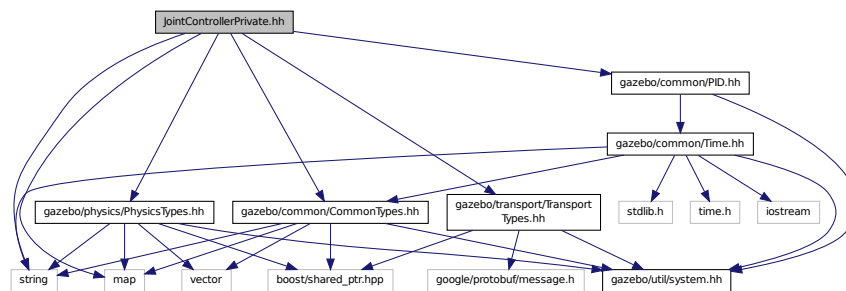 JointControllerPrivate.hh
gazebo/common/PID.hh
gazebo/common/Time.hh
gazebo/physics/PhysicsTypes.hh
gazebo/common/CommonTypes.hh
gazebo/transport/Transport
Types.hh
stdlib.h
time.h
iostream
string
map
vector
boost/shared_ptr.hpp
google/protobuf/message.h
gazebo/util/system.hh